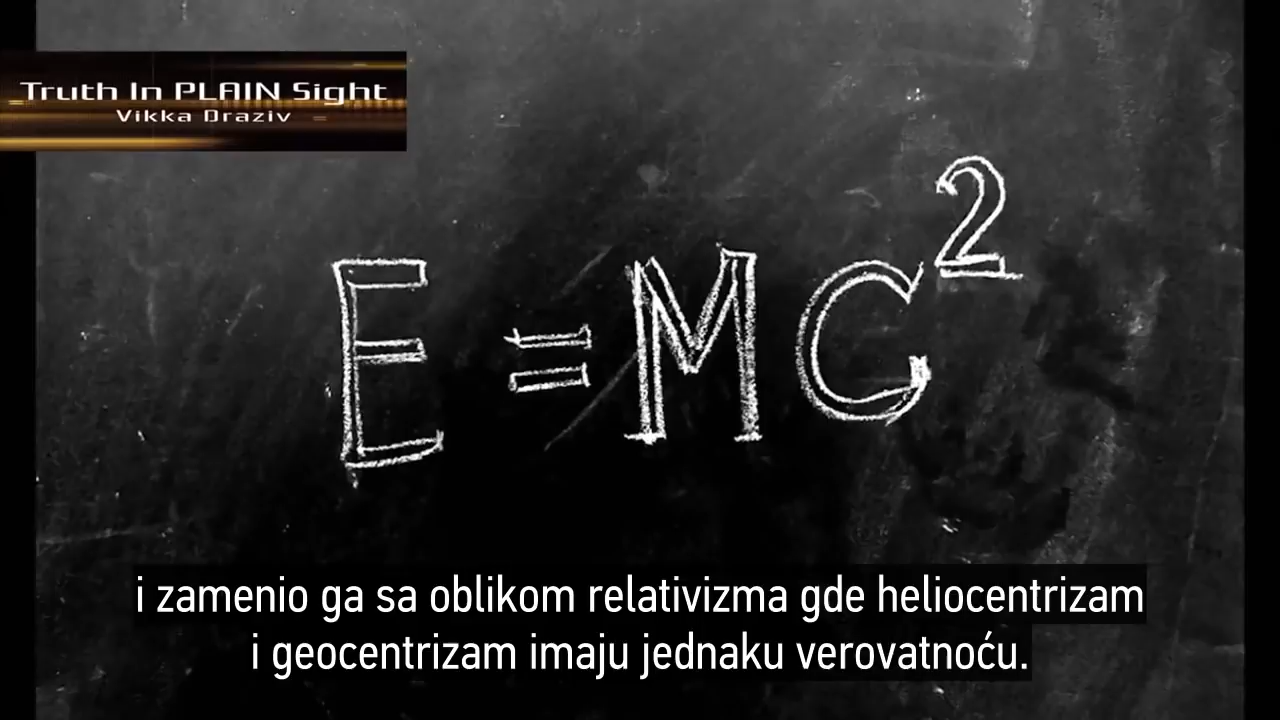 Truth In PLAIN Sight
Vikka Draziv
E=MC²
i zamenio ga sa oblikom relativizma gde heliocentrizam
i geocentrizam imaju jednaku verovatnoću.